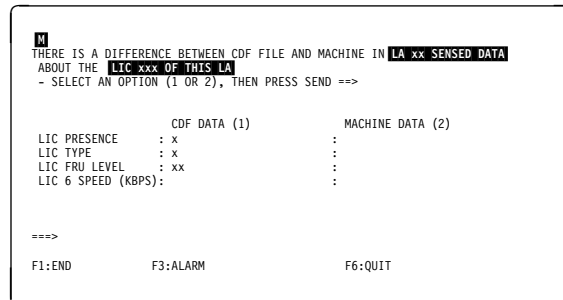 M
THERE IS A DIFFERENCE BETWEEN CDF FILE AND MACHINE IN LA xx SENSED DATA
ABOUT THE LIC xxx OF THIS LA
- SELECT AN OPTION (1 OR 2), THEN PRESS SEND ==>
CDF DATA (1) MACHINE DATA (2)
LIC PRESENCE : x :
LIC TYPE : x :
LIC FRU LEVEL : xx :
LIC 6 SPEED (KBPS): :
===>
F1:END F3:ALARM F6:QUIT